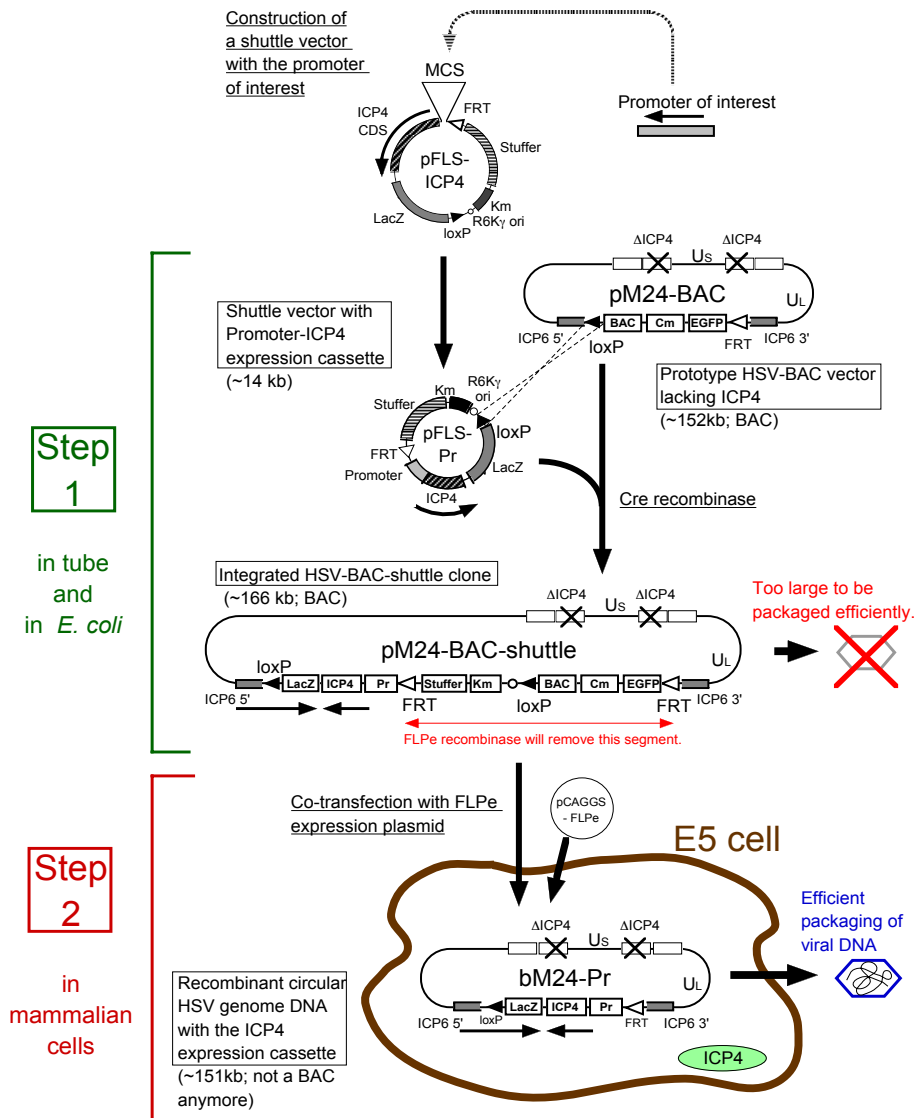 Construction of
a shuttle vector
with the promoter
of interest
MCS
FRT
ICP4
CDS
Stuffer
pFLS-
ICP4
Km
R6Kγ ori
LacZ
loxP
Promoter of interest
ΔICP4
ΔICP4
US
pM24-BAC
UL
BAC
Cm
EGFP
ICP6 5'
loxP
FRT
ICP6 3'
Shuttle vector with
Promoter-ICP4
expression cassette
(~14 kb)
Prototype HSV-BAC vector
lacking ICP4
(~152kb; BAC)
Km
R6Kγ
ori
Stuffer
loxP
pFLS-
Pr
FRT
Promoter
LacZ
ICP4
Step
1
in tube
and
in E. coli
Cre recombinase
Integrated HSV-BAC-shuttle clone
(~166 kb; BAC)
ΔICP4
ΔICP4
US
pM24-BAC-shuttle
UL
loxP
LacZ
ICP4
Pr
Stuffer
Km
BAC
Cm
EGFP
ICP6 5'
FRT
loxP
FRT
ICP6 3'
FLPe recombinase will remove this segment.
Too large to be
packaged efficiently.
Step
2
in
mammalian
cells
Co-transfection with FLPe
expression plasmid
pCAGGS
- FLPe
E5 cell
ΔICP4
ΔICP4
US
bM24-Pr
UL
LacZ
ICP4
Pr
ICP6 5'
loxP
FRT
ICP6 3'
ICP4
Efficient
packaging of
viral DNA
Recombinant circular
HSV genome DNA
with the ICP4
expression cassette
(~151kb; not a BAC
anymore)